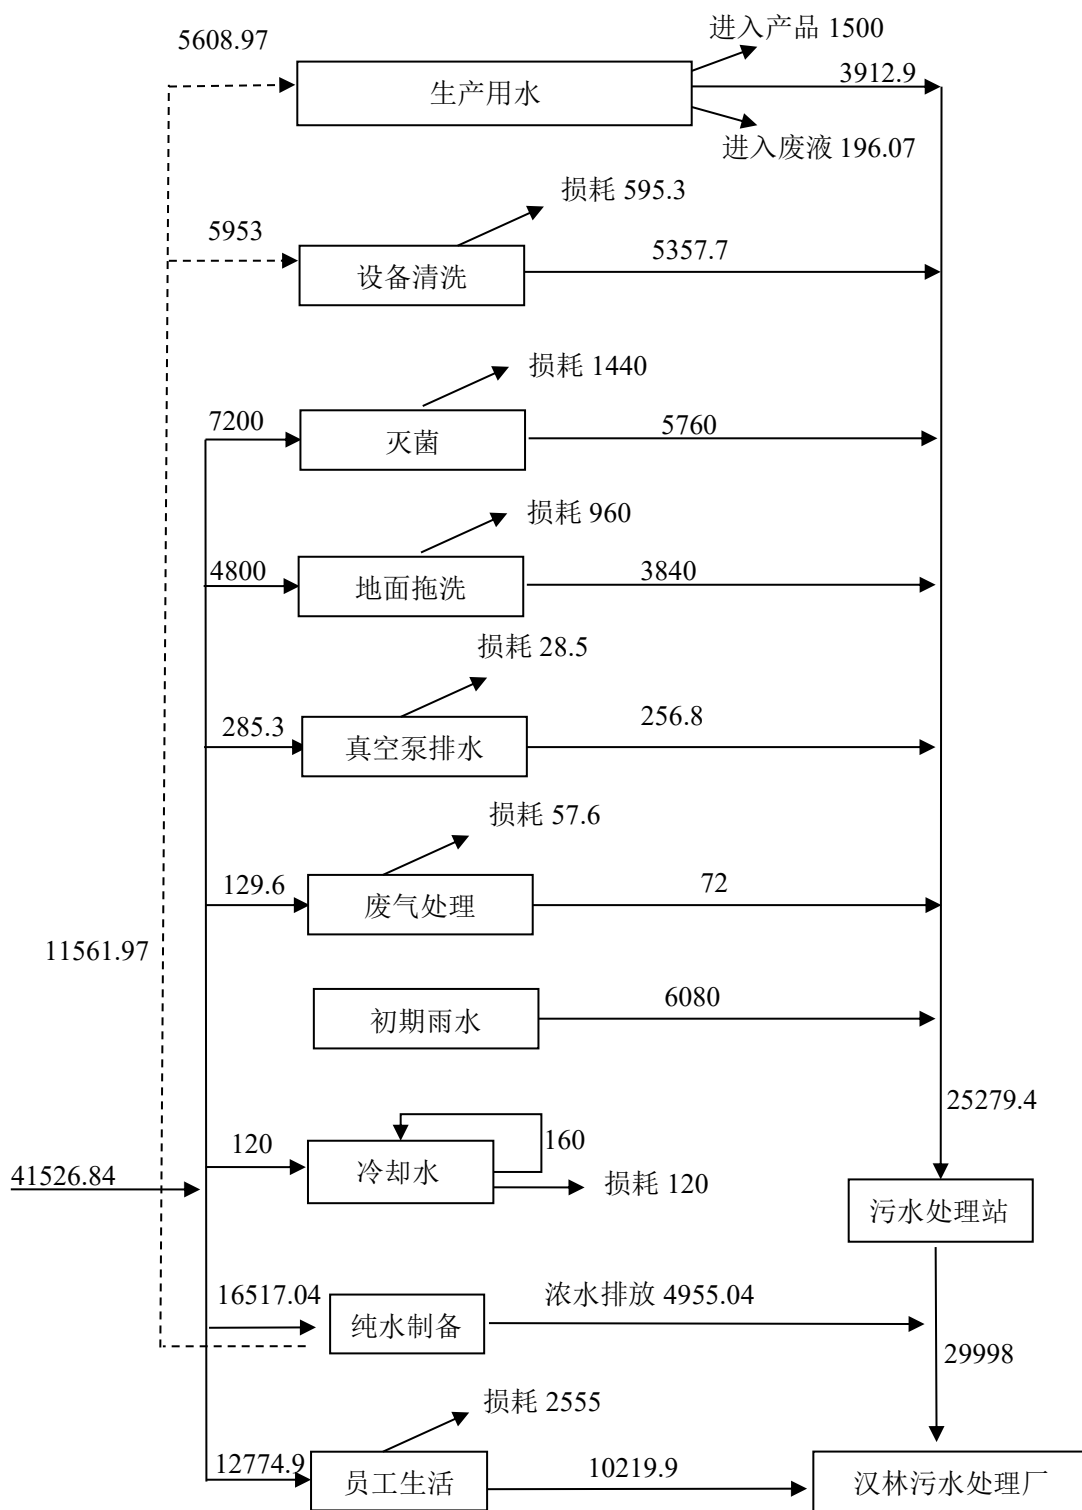 进入产品 1500
5608.97
生产用水
3912.9
进入废液 196.07
损耗 595.3
5953
设备清洗
5357.7
损耗 1440
7200
灭菌
5760
损耗 960
4800
地面拖洗
3840
损耗 28.5
285.3
真空泵排水
256.8
损耗 57.6
129.6
废气处理
72
11561.97
初期雨水
6080
25279.4
120
冷却水
160
损耗 120
41526.84
污水处理站
16517.04
纯水制备
浓水排放 4955.04
29998
损耗 2555
12774.9
员工生活
10219.9
汉林污水处理厂